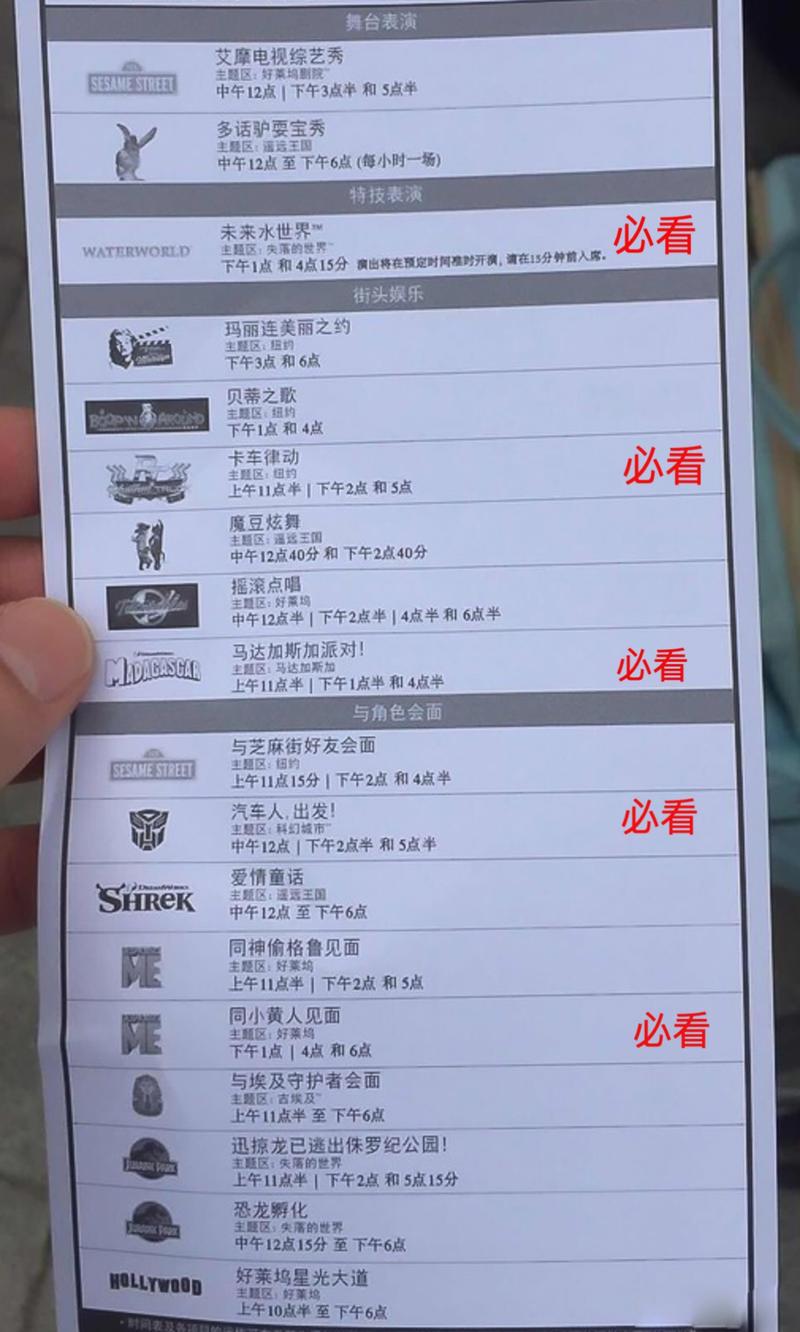 舞台表演
SESAME STREET
艾摩电视综艺秀
主题区: 好莱坞剧院™
中午12点 | 下午3点半 和 5点半
多话驴耍宝秀
主题区: 遥远王国
中午12点 至 下午6点 (每小时一场)
特技表演
WATERWORLD
未来水世界™
主题区: 失落的世界™
下午1点 和 4点15分 演出将在预定时间准时开演, 请在15分钟前入席。
必看
街头娱乐
玛丽连美丽之约
主题区: 纽约
下午3点 和 6点
BOOP'N AROUND
贝蒂之歌
主题区: 纽约
下午1点 和 4点
卡车律动
主题区: 纽约
上午11点半 | 下午2点 和 5点
必看
魔豆炫舞
主题区: 遥远王国
中午12点40分 和 下午2点40分
摇滚点唱
主题区: 好莱坞
中午12点半 | 下午2点半 | 4点半 和 6点半
MADAGASCAR
马达加斯加派对!
主题区: 马达加斯加
上午11点半 | 下午1点半 和 4点半
必看
与角色会面
SESAME STREET
与芝麻街好友会面
主题区: 纽约
上午11点15分 | 下午2点 和 4点半
汽车人, 出发!
主题区: 科幻城市™
中午12点 | 下午2点半 和 5点半
必看
DREAMWORKS
SHREK
爱情童话
主题区: 遥远王国
中午12点 至 下午6点
ME
同神偷格鲁见面
主题区: 好莱坞
上午11点半 | 下午2点 和 5点
ME
同小黄人见面
主题区: 好莱坞
下午1点 | 4点 和 6点
必看
与埃及守护者会面
主题区: 古埃及™
上午11点半 至 下午6点
JURASSIC PARK
迅掠龙已逃出侏罗纪公园!
主题区: 失落的世界
上午11点半 | 下午2点 和 5点15分
JURASSIC PARK
恐龙孵化
主题区: 失落的世界
中午12点15分 至 下午6点
HOLLYWOOD
好莱坞星光大道
主题区: 好莱坞
上午10点半 至 下午6点